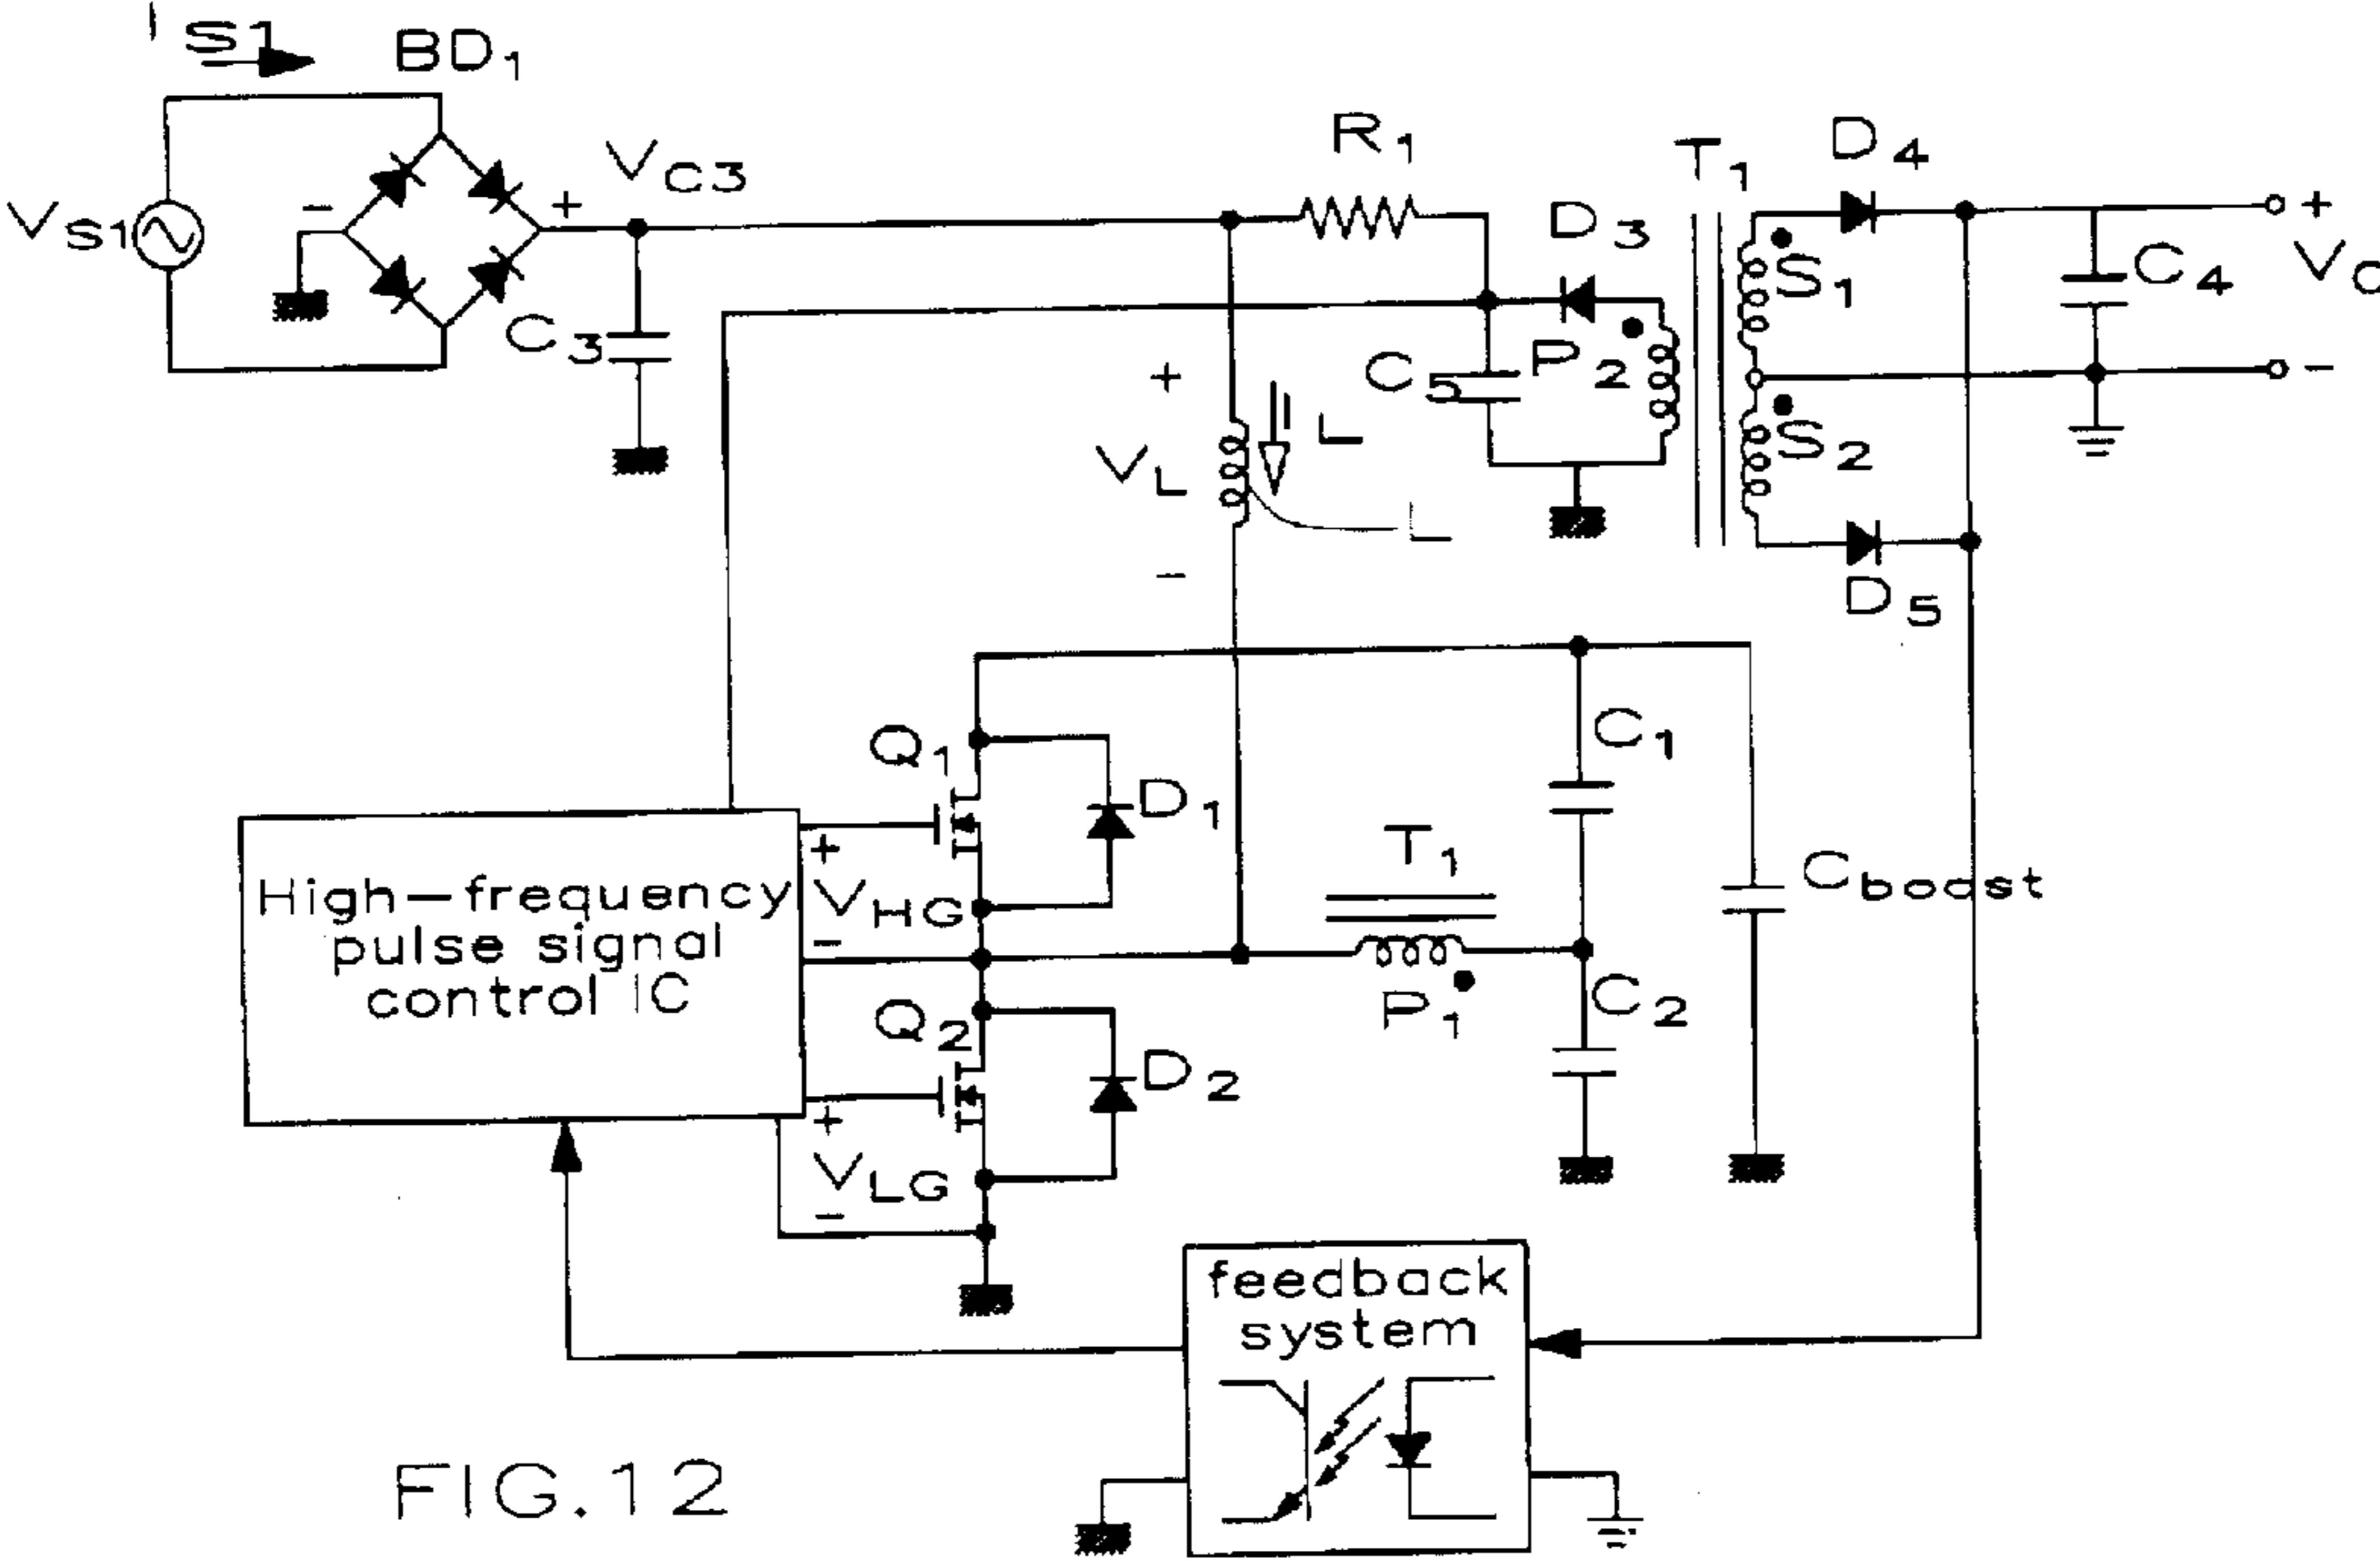 I S1
BD1
VS1
−
+
VC3
C3
R1
D3
T1
D4
S1
C4
+
VO
−
P2
C5
S2
D5
+
VL
−
IL
L
Q1
D1
C1
Cboost
T1
P1
C2
High-frequency
pulse signal
control IC
+
VHG
−
Q2
D2
+
VLG
−
feedback
system
FIG.12